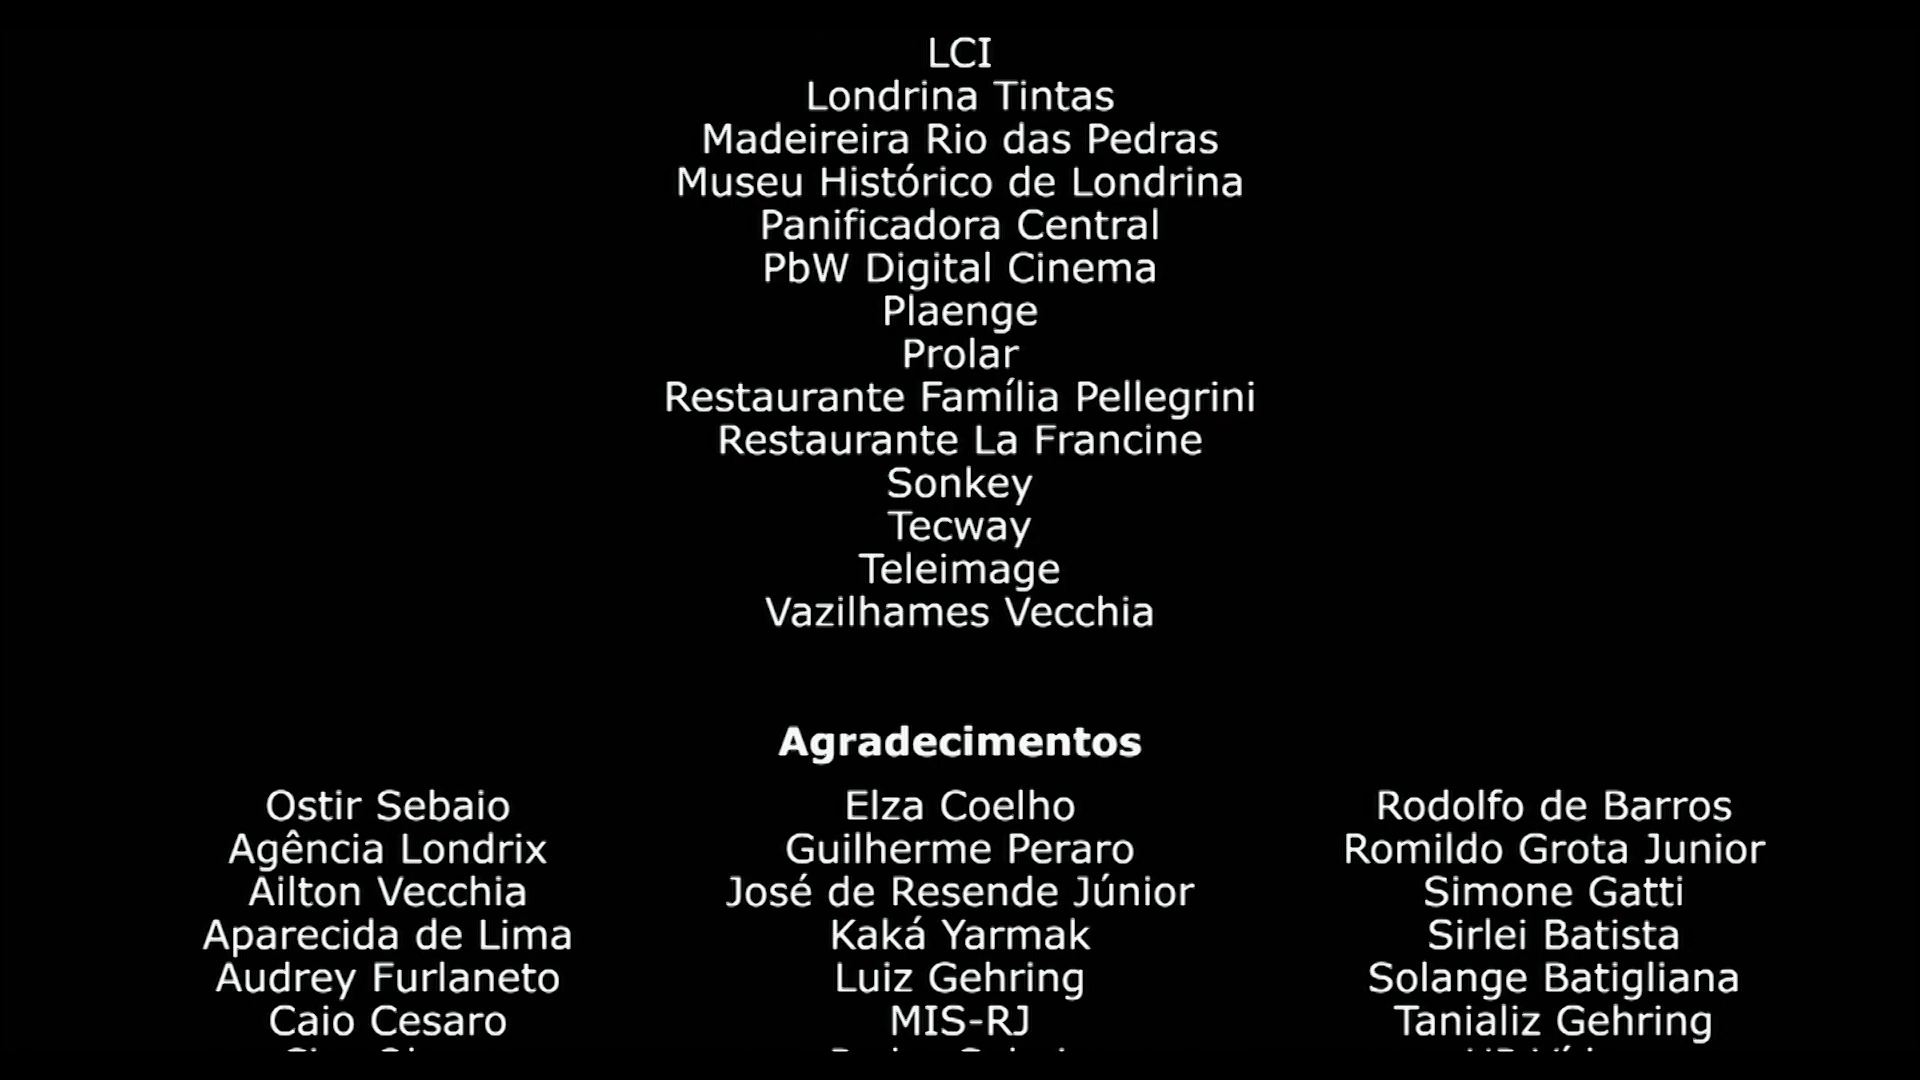 LCI
Londrina Tintas
Madeireira Rio das Pedras
Museu Histórico de Londrina
Panificadora Central
PbW Digital Cinema
Plaenge
Prolar
Restaurante Família Pellegrini
Restaurante La Francine
Sonkey
Tecway
Teleimage
Vazilhames Vecchia
Agradecimentos
Ostir Sebaio
Agência Londrix
Ailton Vecchia
Aparecida de Lima
Audrey Furlaneto
Caio Cesaro
Elza Coelho
Guilherme Peraro
José de Resende Júnior
Kaká Yarmak
Luiz Gehring
MIS-RJ
Rodolfo de Barros
Romildo Grota Junior
Simone Gatti
Sirlei Batista
Solange Batigliana
Tanializ Gehring